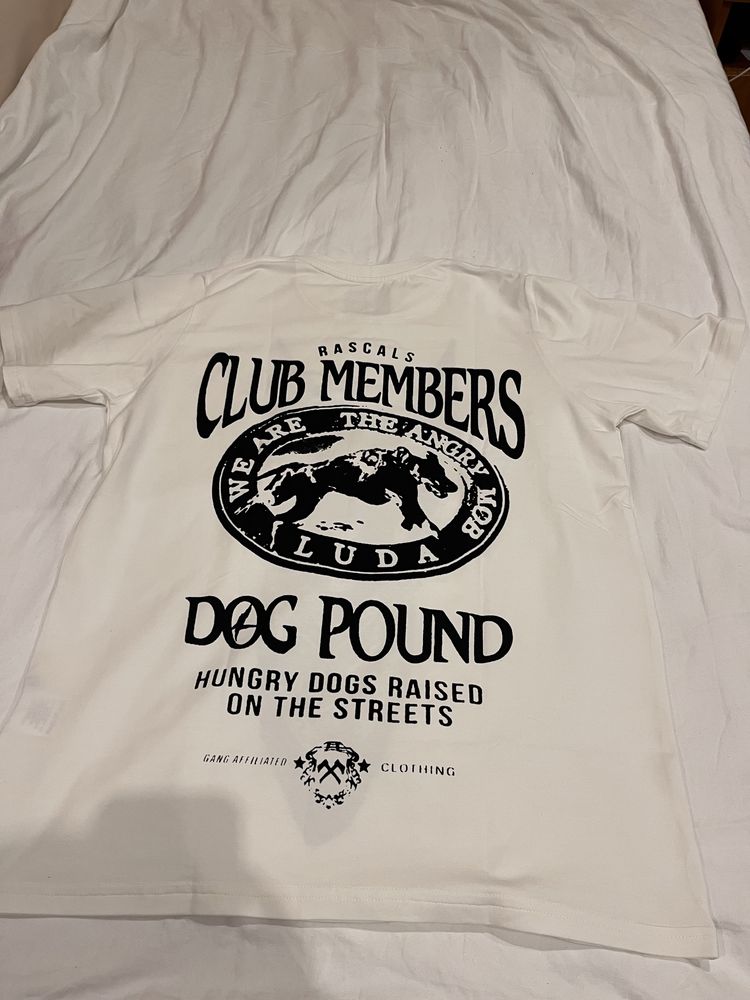 RASCALS
CLUB MEMBERS
WE ARE THE ANGRY MOB
LUDA
DOG POUND
HUNGRY DOGS RAISED
ON THE STREETS
GANG AFFILIATED CLOTHING